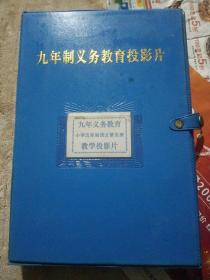 九年制义务教育投影片
九年义务教育
小学五年制语文第九册
教学投影片